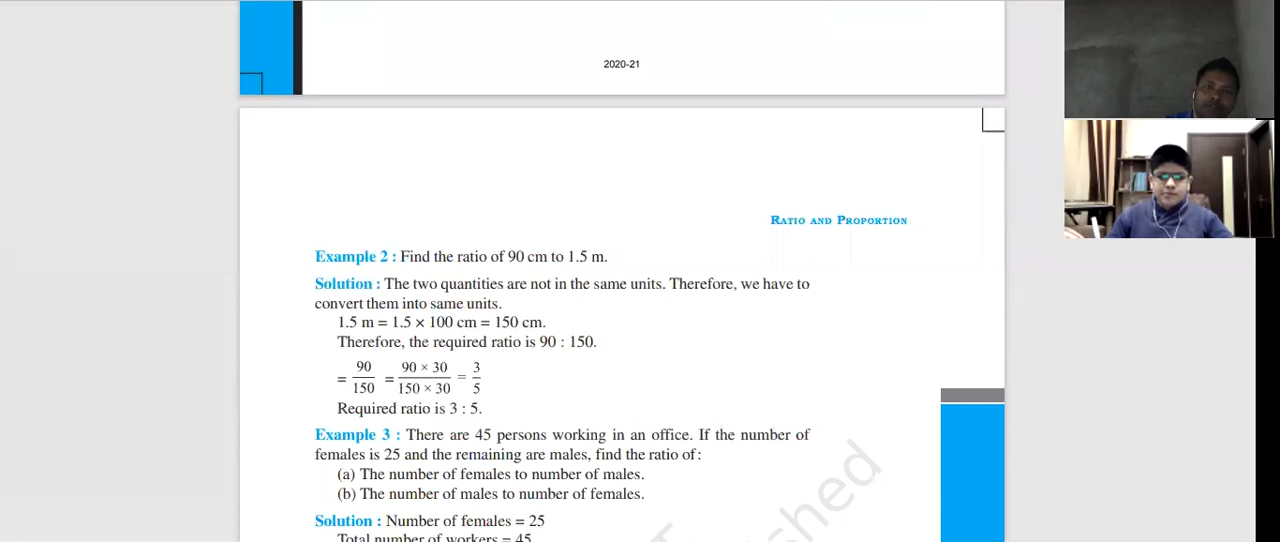 2020-21
RATIO AND PROPORTION
Example 2 : Find the ratio of 90 cm to 1.5 m.
Solution : The two quantities are not in the same units. Therefore, we have to
convert them into same units.
1.5 m = 1.5 × 100 cm = 150 cm.
Therefore, the required ratio is 90 : 150.
= 90/150 = 90 × 30/150 × 30 = 3/5
Required ratio is 3 : 5.
Example 3 : There are 45 persons working in an office. If the number of
females is 25 and the remaining are males, find the ratio of :
(a) The number of females to number of males.
(b) The number of males to number of females.
Solution : Number of females = 25
Total number of workers = 45